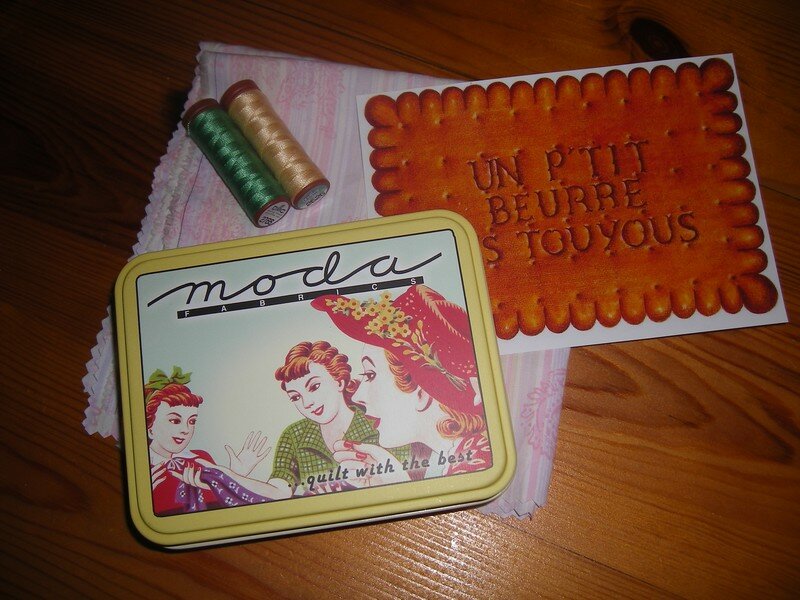 moda
FABRICS
...quilt with the best
UN P'TIT
BEURRE
S TOUYOUS